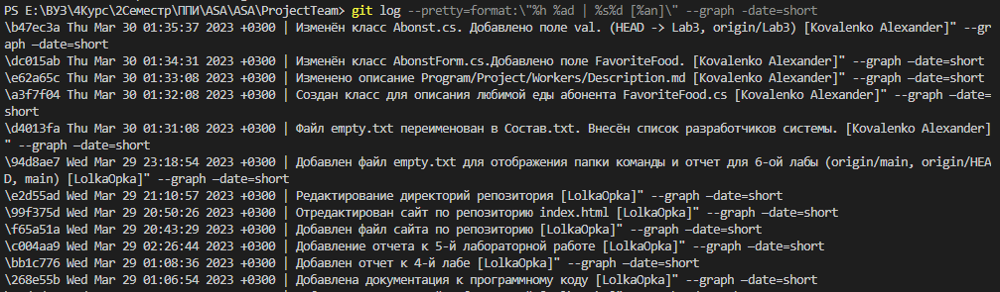 PS E:\ВУЗ\4Курс\2Семестр\ППИ\ASA\ASA\ProjectTeam> git log --pretty=format:\"%h %ad | %s%d [%an]\" --graph -date=short
\b47ec3a Thu Mar 30 01:35:37 2023 +0300 | Изменён класс Abonst.cs. Добавлено поле val. (HEAD -> Lab3, origin/Lab3) [Kovalenko Alexander]" --gr
aph –date=short
\dc015ab Thu Mar 30 01:34:31 2023 +0300 | Изменён класс AbonstForm.cs.Добавлено поле FavoriteFood. [Kovalenko Alexander]" --graph –date=short
\e62a65c Thu Mar 30 01:33:08 2023 +0300 | Изменено описание Program/Project/Workers/Description.md [Kovalenko Alexander]" --graph –date=short
\a3f7f04 Thu Mar 30 01:32:08 2023 +0300 | Создан класс для описания любимой еды абонента FavoriteFood.cs [Kovalenko Alexander]" --graph –date=
short
\d4013fa Thu Mar 30 01:31:08 2023 +0300 | Файл empty.txt переименован в Состав.txt. Внесён список разработчиков системы. [Kovalenko Alexander]
" --graph –date=short
\94d8ae7 Wed Mar 29 23:18:54 2023 +0300 | Добавлен файл empty.txt для отображения папки команды и отчет для 6-ой лабы (origin/main, origin/HEA
D, main) [LolkaOpka]" --graph –date=short
\e2d55ad Wed Mar 29 21:10:57 2023 +0300 | Редактирование директорий репозитория [LolkaOpka]" --graph –date=short
\99f375d Wed Mar 29 20:50:26 2023 +0300 | Отредактирован сайт по репозиторию index.html [LolkaOpka]" --graph –date=short
\f65a51a Wed Mar 29 20:43:29 2023 +0300 | Добавлен файл сайта по репозиторию [LolkaOpka]" --graph –date=short
\c004aa9 Wed Mar 29 02:26:44 2023 +0300 | Добавление отчета к 5-й лабораторной работе [LolkaOpka]" --graph –date=short
\bb1c776 Wed Mar 29 01:08:36 2023 +0300 | Добавлен отчет к 4-й лабе [LolkaOpka]" --graph –date=short
\268e55b Wed Mar 29 01:06:54 2023 +0300 | Добавлена документация к программному коду [LolkaOpka]" --graph –date=short